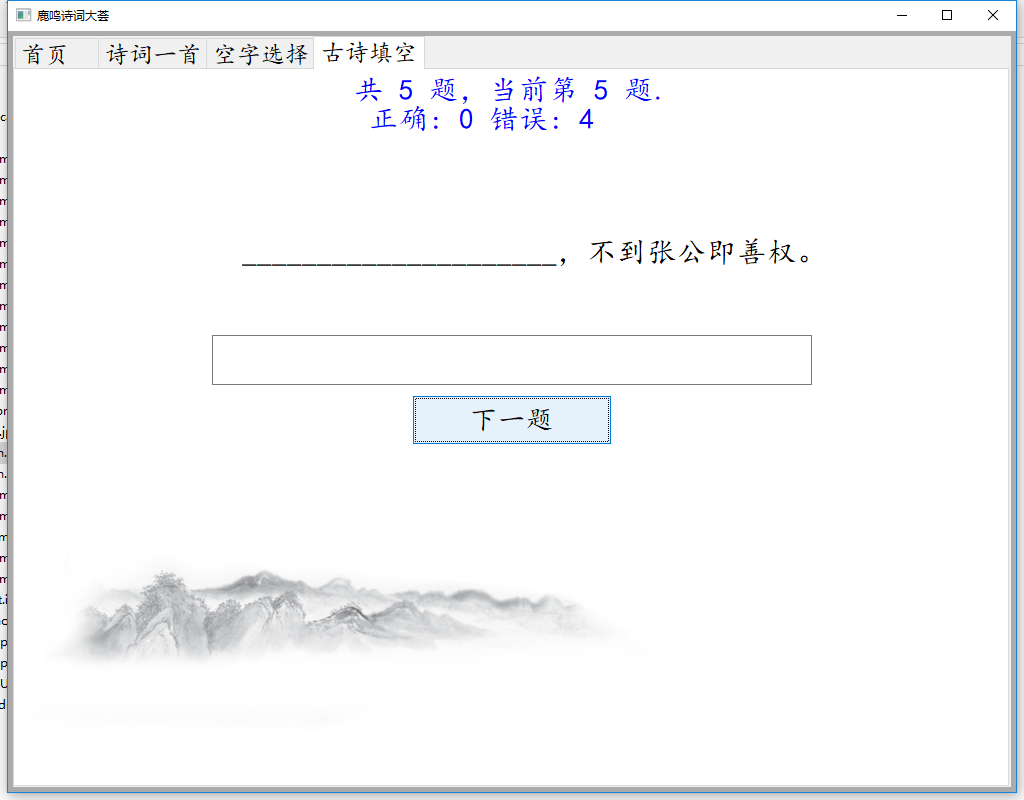 鹿鸣诗词大荟
首页 诗词一首 空字选择 古诗填空
共 5 题，当前第 5 题.
正确：0 错误：4
_____________________，不到张公即善权。
下一题